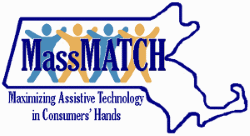 MassMATCH
Maximizing Assistive Technology
in Consumers' Hands